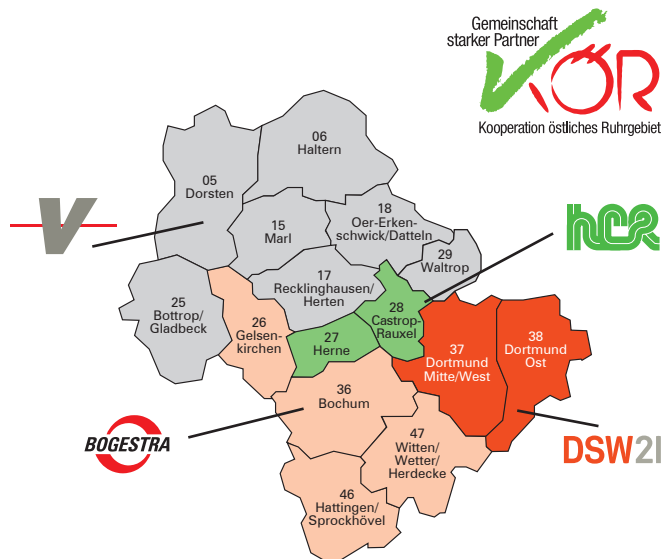 Gemeinschaft
starker Partner
KÖR
Kooperation östliches Ruhrgebiet
06
Haltern
05
Dorsten
18
Oer-Erken-
schwick/Datteln
15
Marl
V
hcr
29
Waltrop
17
Recklinghausen/
Herten
25
Bottrop/
Gladbeck
28
Castrop-
Rauxel
26
Gelsen-
kirchen
27
Herne
37
Dortmund
Mitte/West
38
Dortmund
Ost
36
Bochum
BOGESTRA
47
Witten/
Wetter/
Herdecke
DSW21
46
Hattingen/
Sprockhövel